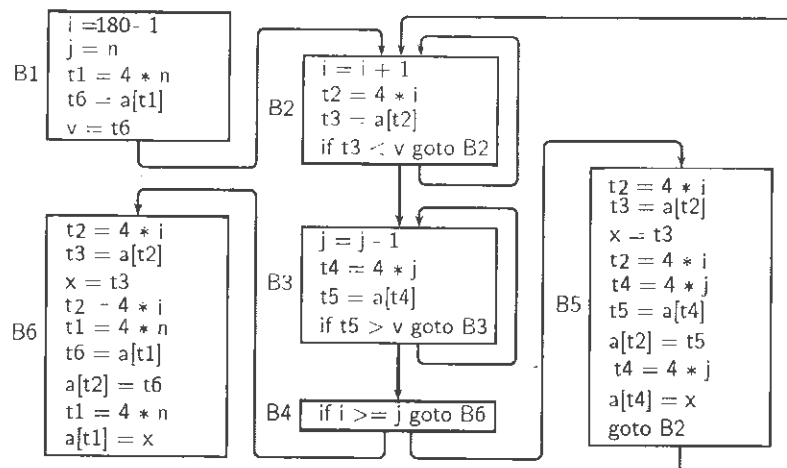 B1
i =180- 1
j = n
t1 = 4 * n
t6 = a[t1]
v = t6
B2
i = i + 1
t2 = 4 * i
t3 = a[t2]
if t3 < v goto B2
B3
j = j - 1
t4 = 4 * j
t5 = a[t4]
if t5 > v goto B3
B4
if i >= j goto B6
B5
t2 = 4 * i
t3 = a[t2]
x = t3
t2 = 4 * i
t4 = 4 * j
t5 = a[t4]
a[t2] = t5
t4 = 4 * j
a[t4] = x
goto B2
B6
t2 = 4 * i
t3 = a[t2]
x = t3
t2 = 4 * i
t1 = 4 * n
t6 = a[t1]
a[t2] = t6
t1 = 4 * n
a[t1] = x